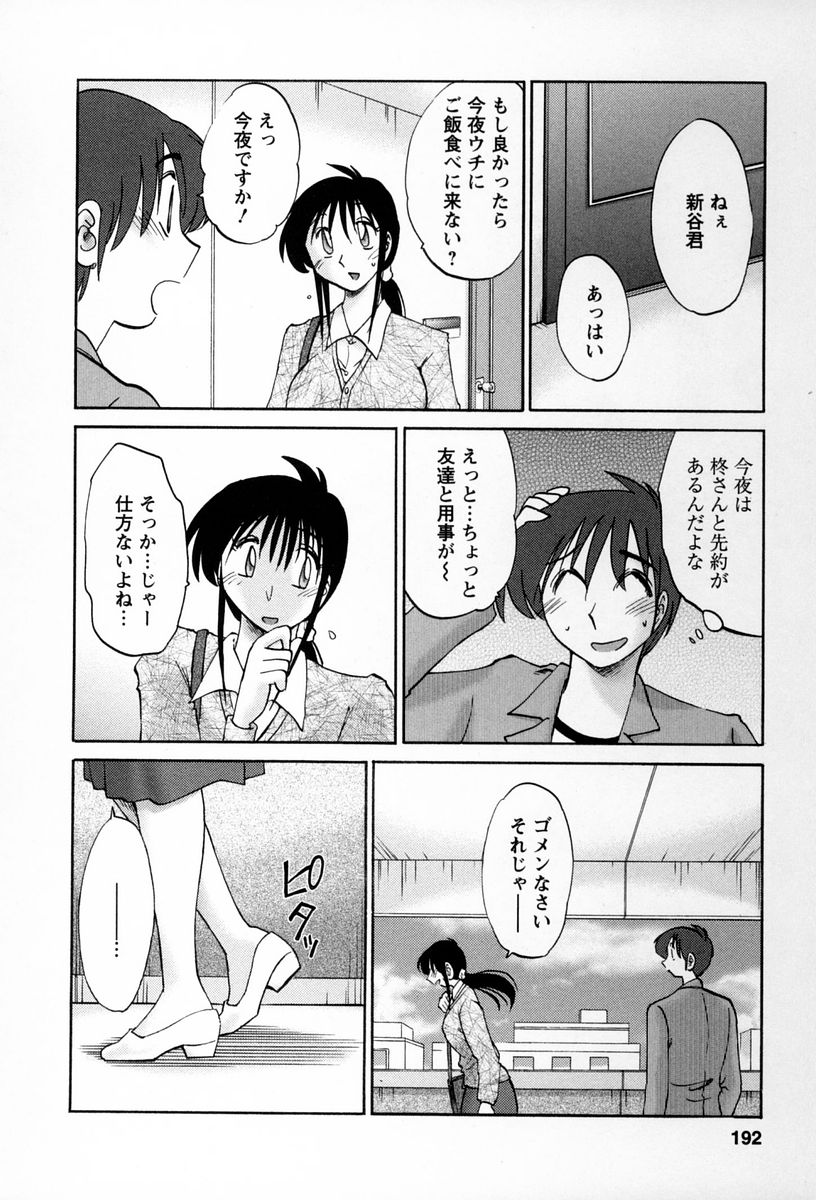 ねぇ
新谷君
あっはい
もし良かったら
今夜ウチに
ご飯食べに来ない?
えっ
今夜ですか!
今夜は
柊さんと先約が
あるんだよな
えっと…ちょっと
友達と用事が〜
そっか…じゃー
仕方ないよね…
ゴメンなさい
それじゃ――
ピタッ
――…
192